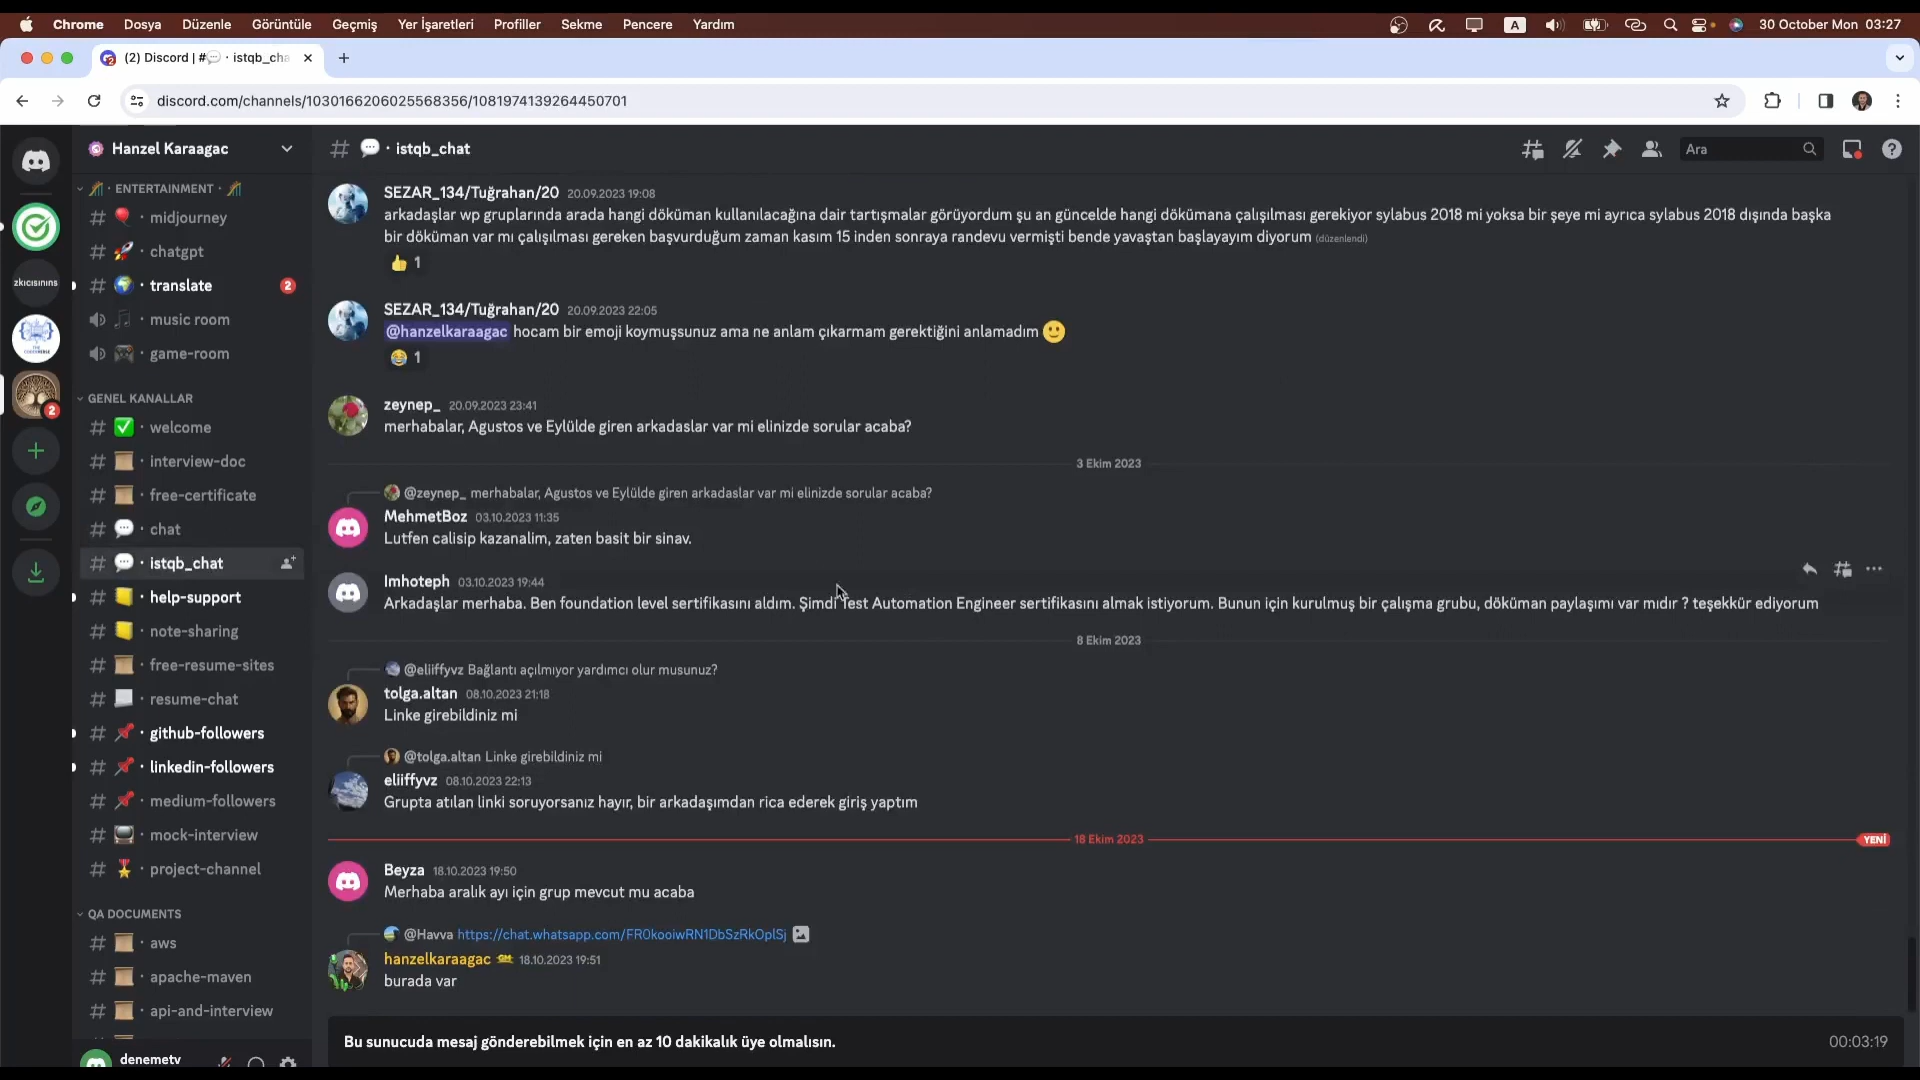 Chrome Dosya Düzenle Görüntüle Geçmiş Yer İşaretleri Profiller Sekme Pencere Yardım
A 30 October Mon 03:27
(2) Discord | #💬 · istqb_cha
discord.com/channels/1030166206025568356/1081974139264450701
Hanzel Karaagac
ENTERTAINMENT
midjourney
chatgpt
translate 2
music room
game-room
GENEL KANALLAR
welcome
interview-doc
free-certificate
chat
istqb_chat
help-support
note-sharing
free-resume-sites
resume-chat
github-followers
linkedin-followers
medium-followers
mock-interview
project-channel
QA DOCUMENTS
aws
apache-maven
api-and-interview
denemetv
zkıcısınıns
2
# 💬 · istqb_chat
Ara
SEZAR_134/Tuğrahan/20 20.09.2023 19:08
arkadaşlar wp gruplarında arada hangi döküman kullanılacağına dair tartışmalar görüyordum şu an güncelde hangi dökümana çalışılması gerekiyor sylabus 2018 mi yoksa bir şeye mi ayrıca sylabus 2018 dışında başka
bir döküman var mı çalışılması gereken başvurduğum zaman kasım 15 inden sonraya randevu vermişti bende yavaştan başlayayım diyorum (düzenlendi)
👍 1
SEZAR_134/Tuğrahan/20 20.09.2023 22:05
@hanzelkaraagac hocam bir emoji koymuşsunuz ama ne anlam çıkarmam gerektiğini anlamadım 🙂
😂 1
zeynep_ 20.09.2023 23:41
merhabalar, Agustos ve Eylülde giren arkadaslar var mi elinizde sorular acaba?
3 Ekim 2023
@zeynep_ merhabalar, Agustos ve Eylülde giren arkadaslar var mi elinizde sorular acaba?
MehmetBoz 03.10.2023 11:35
Lutfen calisip kazanalim, zaten basit bir sinav.
Imhoteph 03.10.2023 19:44
Arkadaşlar merhaba. Ben foundation level sertifikasını aldım. Şimdi Test Automation Engineer sertifikasını almak istiyorum. Bunun için kurulmuş bir çalışma grubu, döküman paylaşımı var mıdır ? teşekkür ediyorum
8 Ekim 2023
@eliiffyvz Bağlantı açılmıyor yardımcı olur musunuz?
tolga.altan 08.10.2023 21:18
Linke girebildiniz mi
@tolga.altan Linke girebildiniz mi
eliiffyvz 08.10.2023 22:13
Grupta atılan linki soruyorsanız hayır, bir arkadaşımdan rica ederek giriş yaptım
18 Ekim 2023 YENİ
Beyza 18.10.2023 19:50
Merhaba aralık ayı için grup mevcut mu acaba
@Havva https://chat.whatsapp.com/FR0kooiwRN1DbSzRkOplSj
hanzelkaraagac 18.10.2023 19:51
burada var
Bu sunucuda mesaj gönderebilmek için en az 10 dakikalık üye olmalısın. 00:03:19